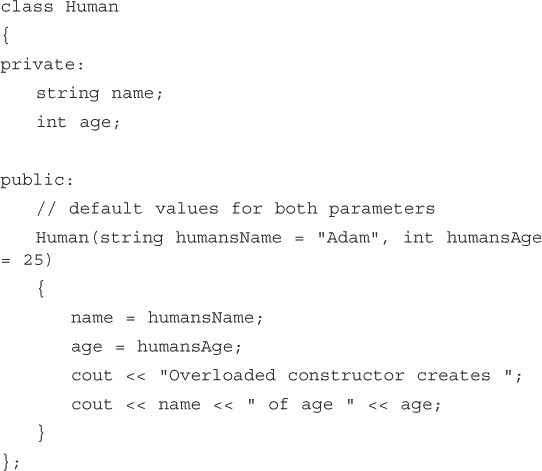 class Human
{
private:
string name;
int age;
public:
// default values for both parameters
Human(string humansName = "Adam", int humansAge
= 25)
{
name = humansName;
age = humansAge;
cout << "Overloaded constructor creates ";
cout << name << " of age " << age;
}
};